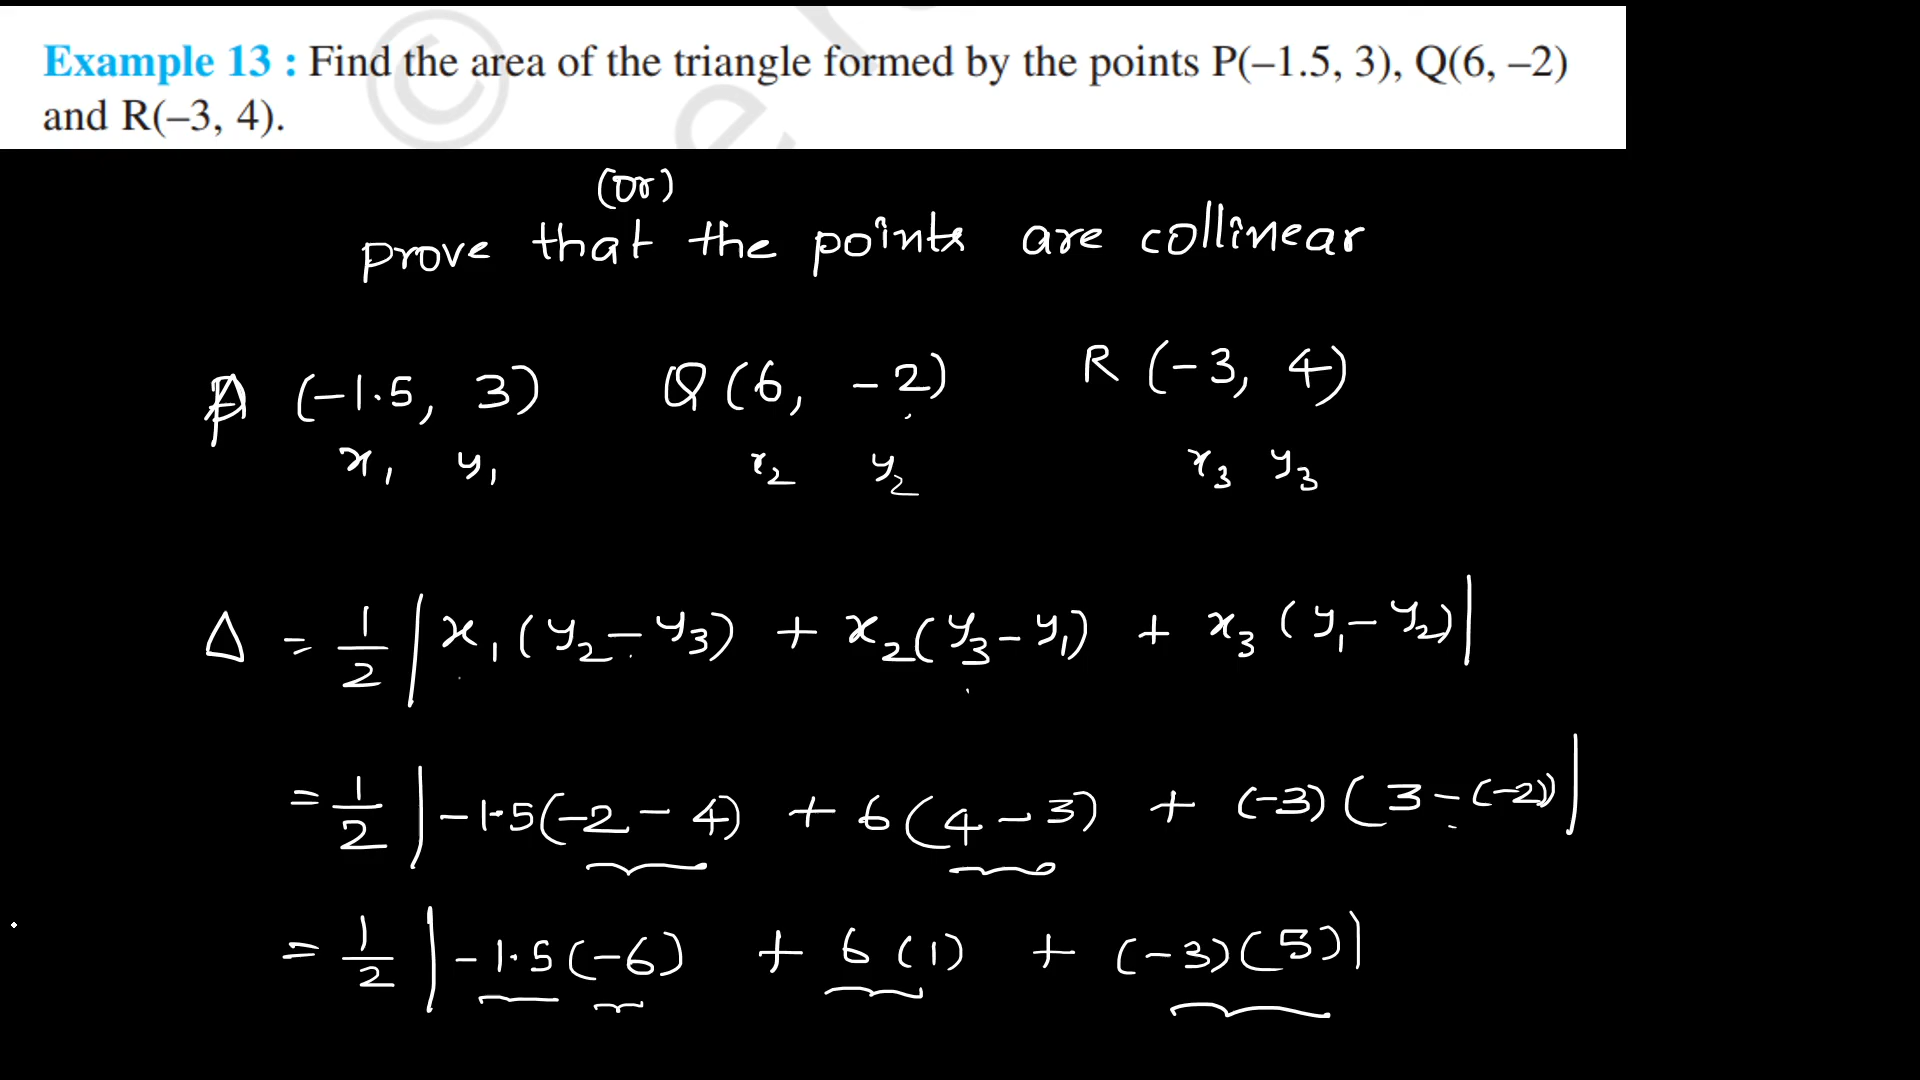 Example 13 : Find the area of the triangle formed by the points P(–1.5, 3), Q(6, –2)
and R(–3, 4).
(or)
prove that the points are collinear
P (-1.5, 3) Q (6, -2) R (-3, 4)
x₁ y₁ x₂ y₂ x₃ y₃
Δ = 1/2 | x₁(y₂ - y₃) + x₂(y₃ - y₁) + x₃(y₁ - y₂) |
= 1/2 | -1.5(-2 - 4) + 6(4 - 3) + (-3)(3 - (-2)) |
= 1/2 | -1.5(-6) + 6(1) + (-3)(5) |